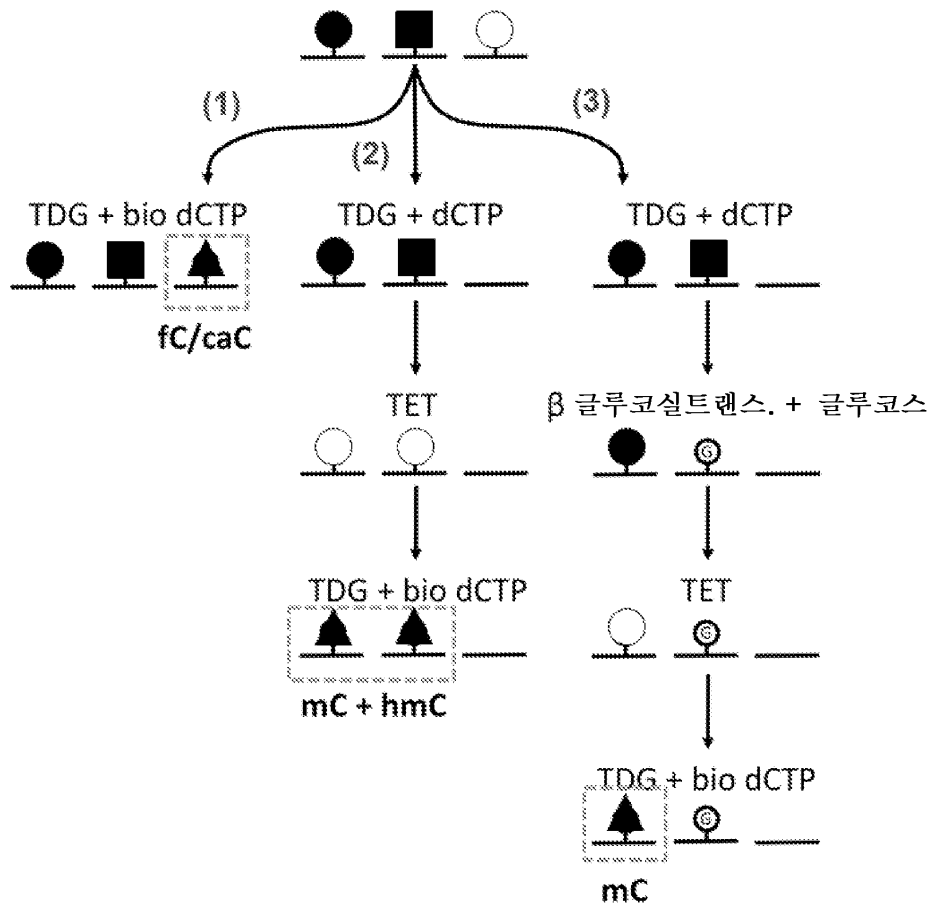 (1)
(2)
(3)
TDG + bio dCTP
TDG + dCTP
TDG + dCTP
fC/caC
TET
β 글루코실트랜스. + 글루코스
G
TDG + bio dCTP
TET
G
mC + hmC
TDG + bio dCTP
G
mC